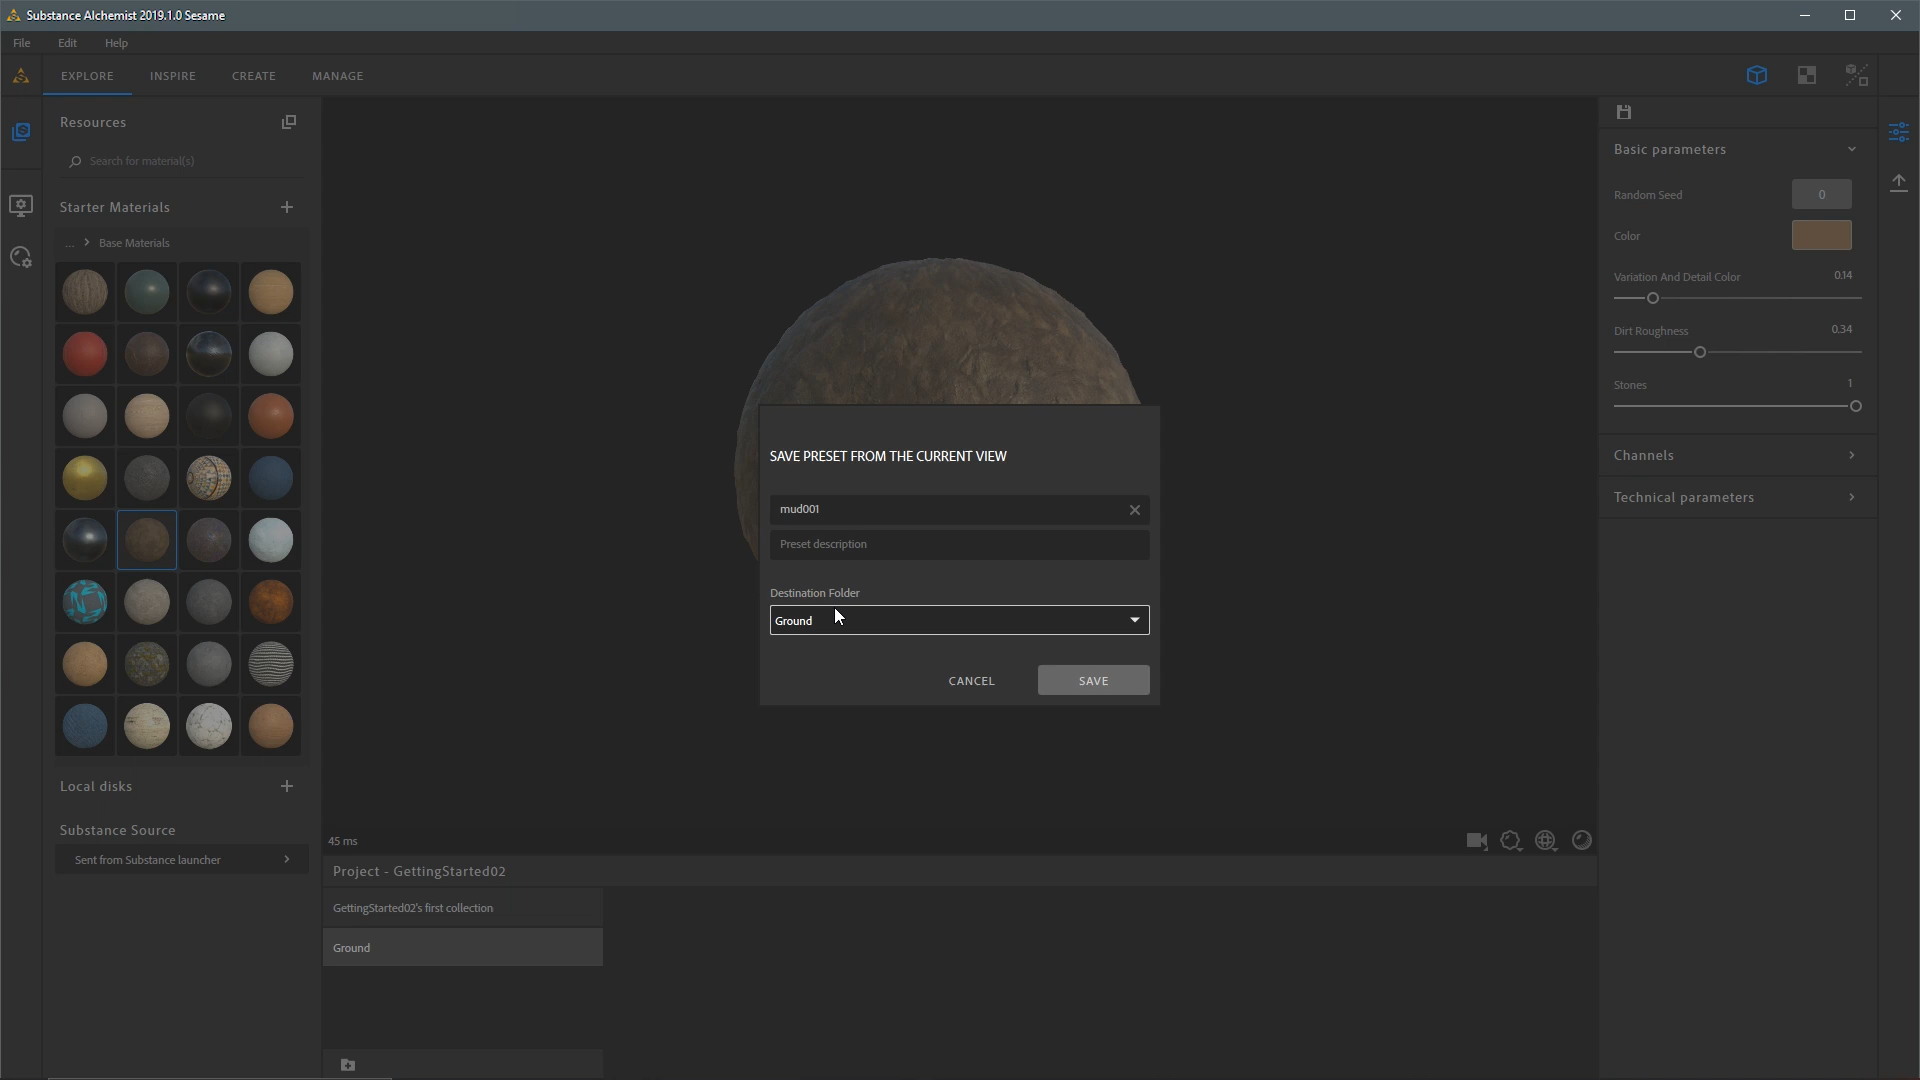 Substance Alchemist 2019.1.0 Sesame
File Edit Help
EXPLORE INSPIRE CREATE MANAGE
Resources
Search for material(s)
Starter Materials
... > Base Materials
Local disks
Substance Source
Sent from Substance launcher
SAVE PRESET FROM THE CURRENT VIEW
mud001
Preset description
Destination Folder
Ground
CANCEL SAVE
45 ms
Project - GettingStarted02
GettingStarted02's first collection
Ground
Basic parameters
Random Seed 0
Color
Variation And Detail Color 0.14
Dirt Roughness 0.34
Stones 1
Channels
Technical parameters